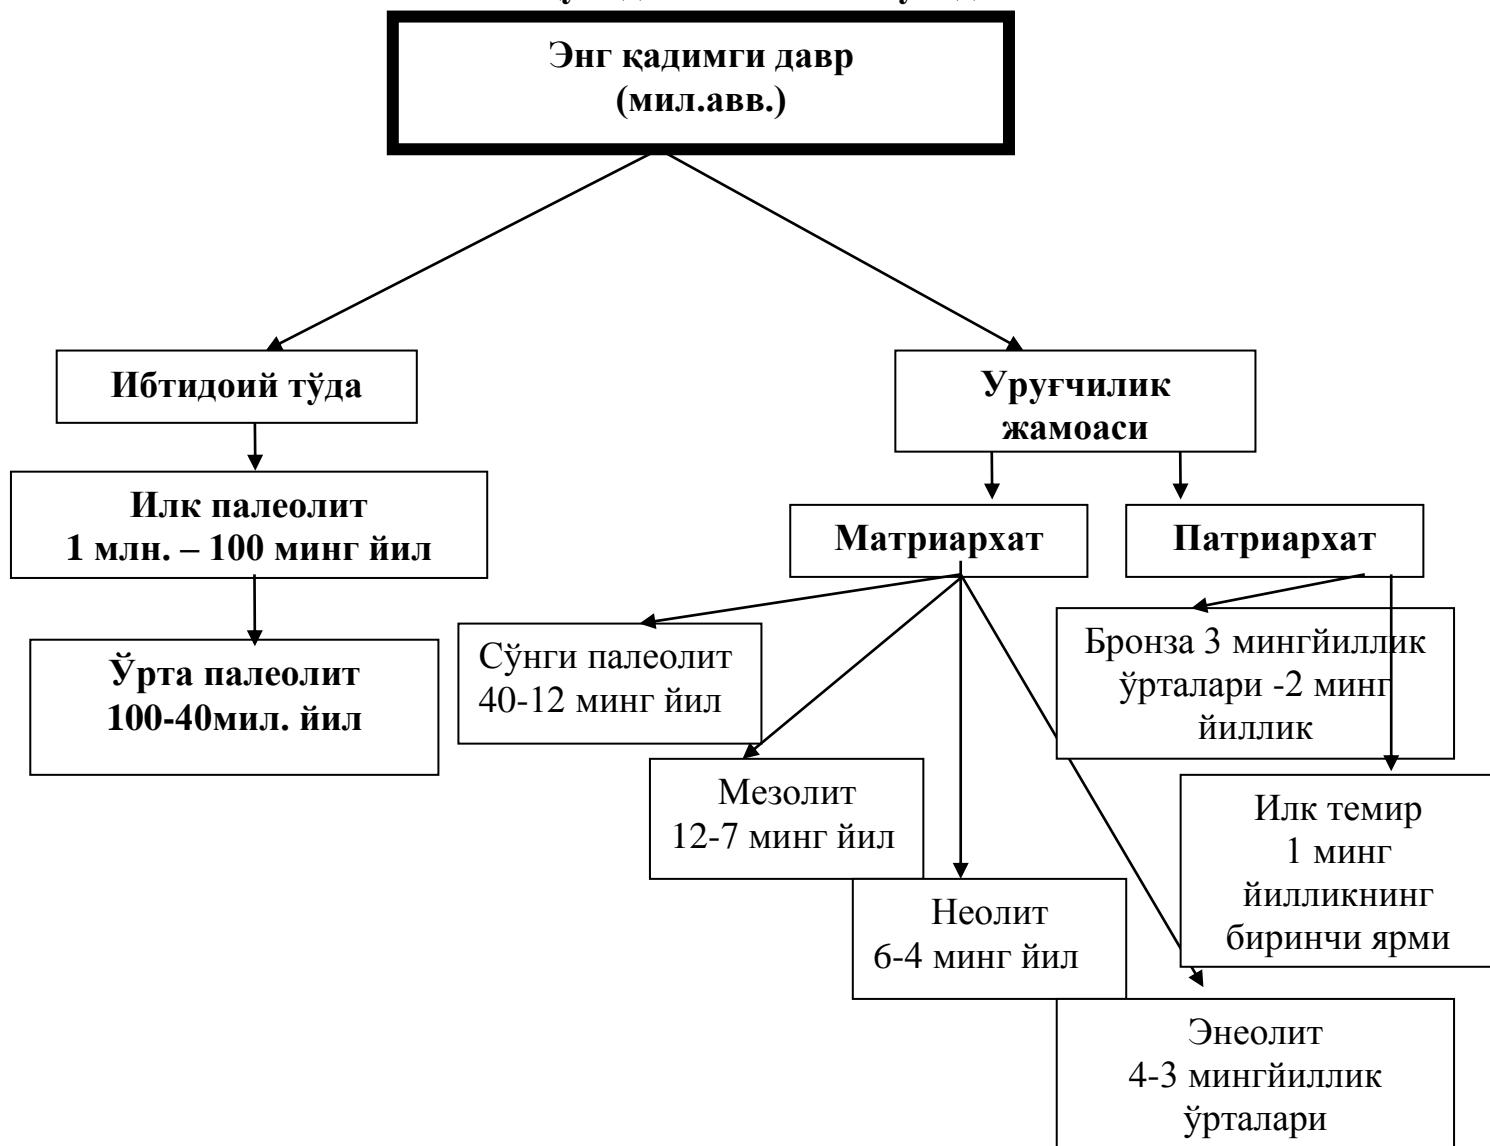 Энг қадимги давр
(мил.авв.)
Ибтидоий тўда
Уруғчилик
жамоаси
Илк палеолит
1 млн. – 100 минг йил
Матриархат
Патриархат
Ўрта палеолит
100-40мил. йил
Сўнги палеолит
40-12 минг йил
Бронза 3 мингйиллик
ўрталари -2 минг
йиллик
Мезолит
12-7 минг йил
Илк темир
1 минг
йилликнинг
биринчи ярми
Неолит
6-4 минг йил
Энеолит
4-3 мингйиллик
ўрталари